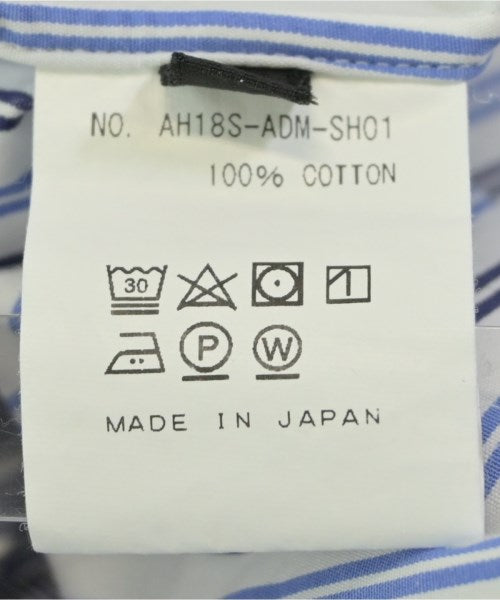 NO. AH18S-ADM-SH01
100% COTTON
30
P W
MADE IN JAPAN